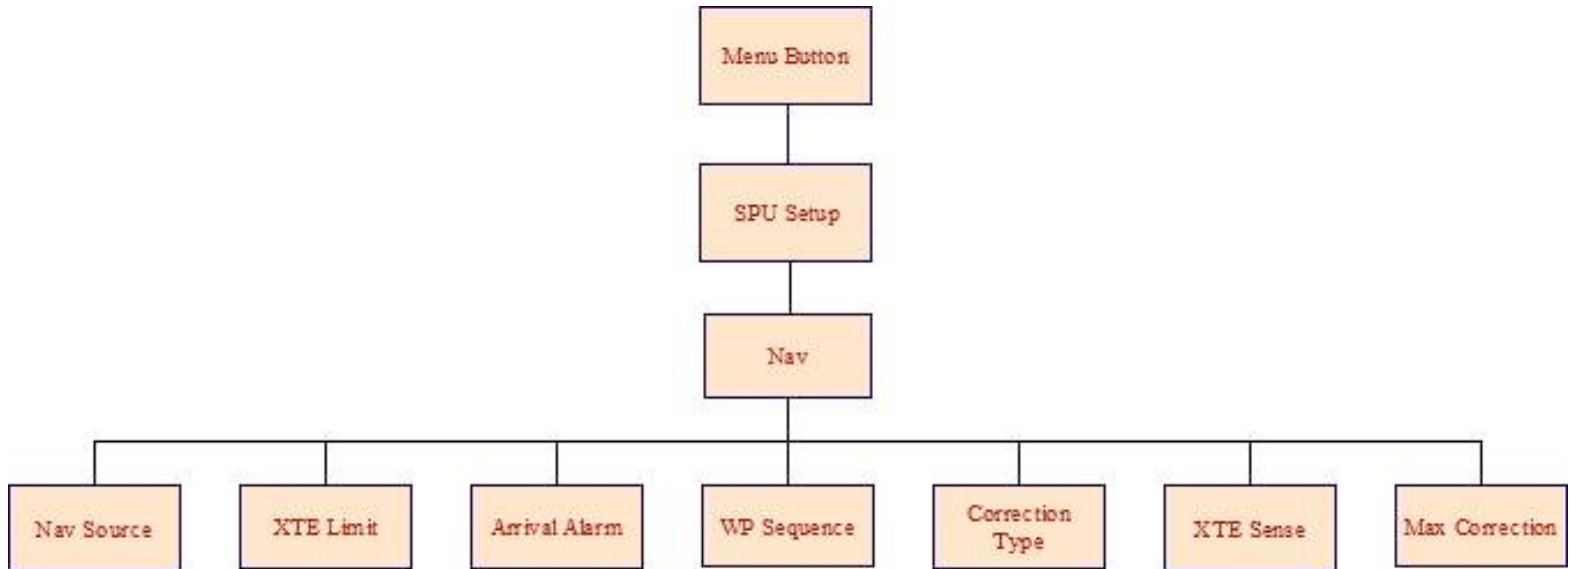 Menu Button
SPU Setup
Nav
Nav Source
XTE Limit
Arrival Alarm
WP Sequence
Correction
Type
XTE Sense
Max Correction